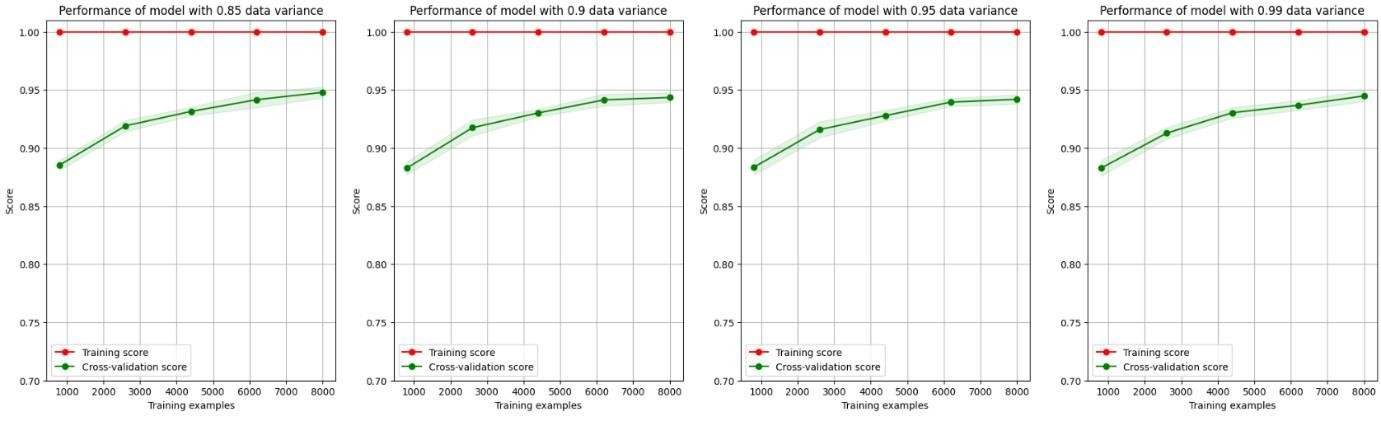 Performance of model with 0.85 data variance
1.00
0.95
0.90
0.85
0.80
0.75
0.70
Score
Training score
Cross-validation score
1000 2000 3000 4000 5000 6000 7000 8000
Training examples
Performance of model with 0.9 data variance
1.00
0.95
0.90
0.85
0.80
0.75
0.70
Score
Training score
Cross-validation score
1000 2000 3000 4000 5000 6000 7000 8000
Training examples
Performance of model with 0.95 data variance
1.00
0.95
0.90
0.85
0.80
0.75
0.70
Score
Training score
Cross-validation score
1000 2000 3000 4000 5000 6000 7000 8000
Training examples
Performance of model with 0.99 data variance
1.00
0.95
0.90
0.85
0.80
0.75
0.70
Score
Training score
Cross-validation score
1000 2000 3000 4000 5000 6000 7000 8000
Training examples